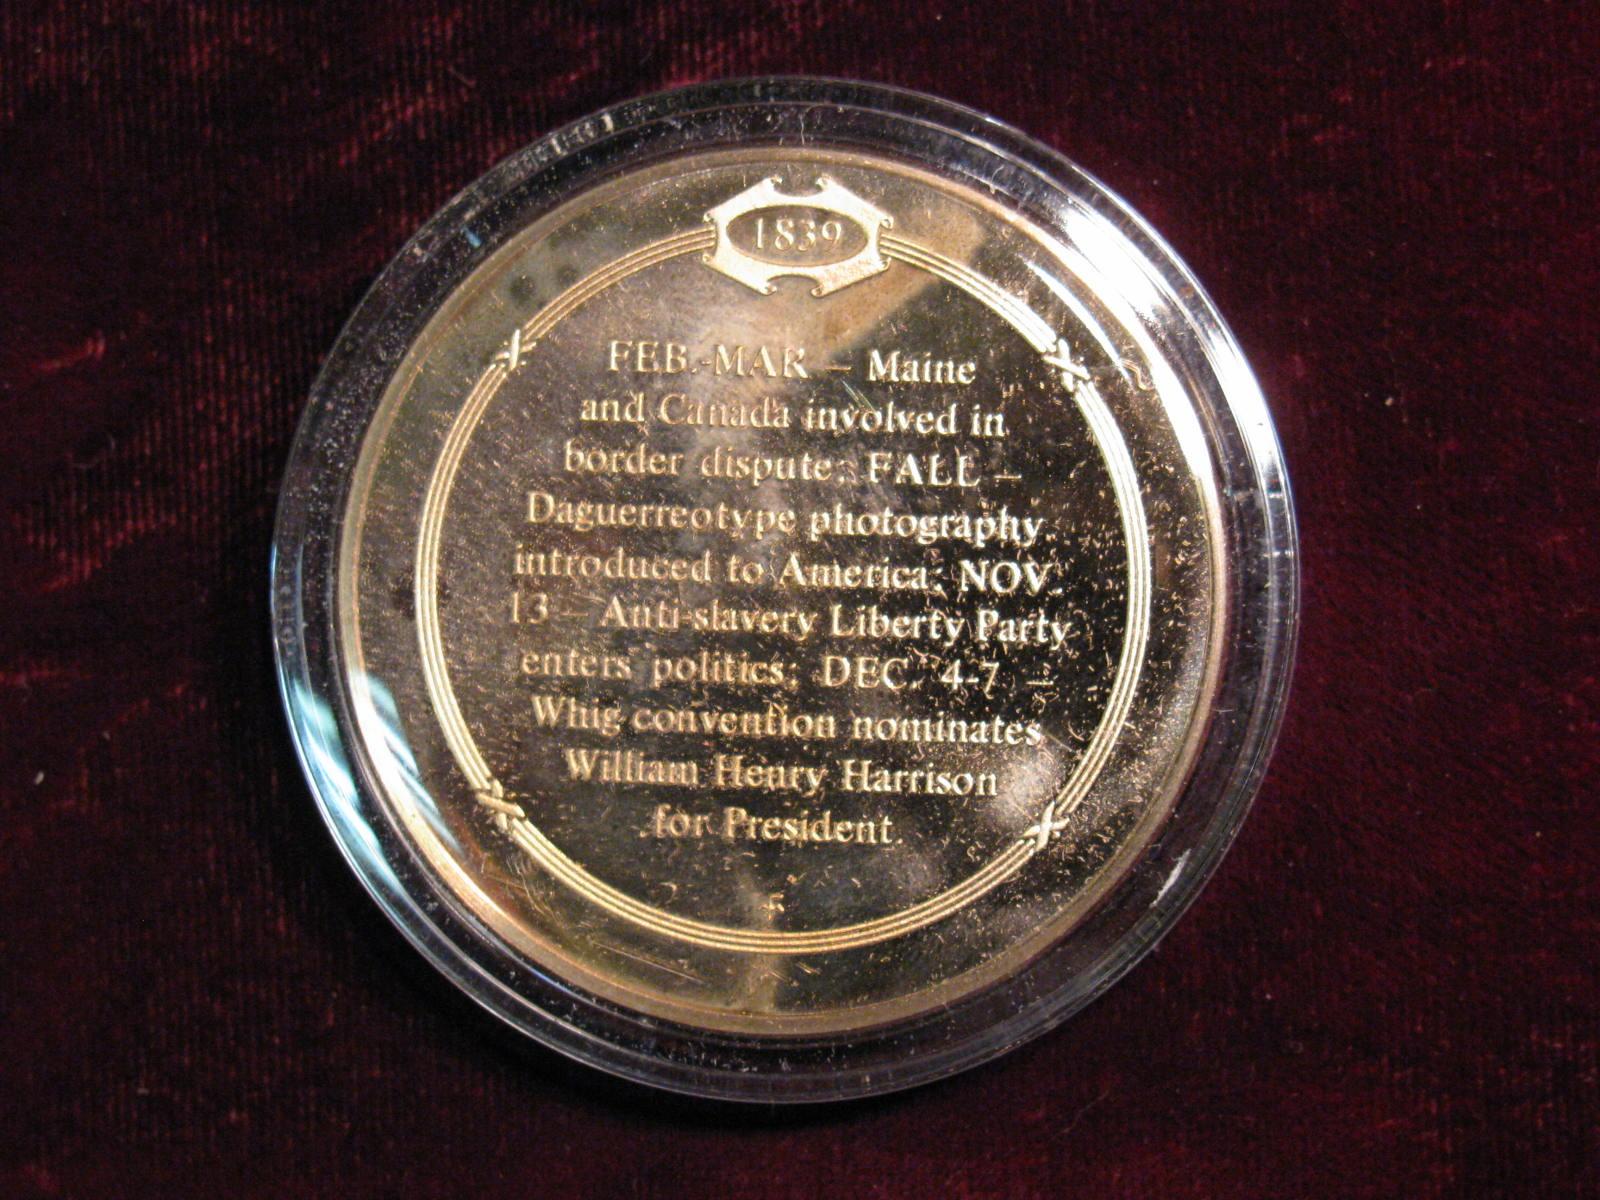 1839
FEB.-MAR. – Maine
and Canada involved in
border dispute; FALL –
Daguerreotype photography
introduced to America; NOV.
13 – Anti-slavery Liberty Party
enters politics; DEC. 4-7 –
Whig convention nominates
William Henry Harrison
for President.